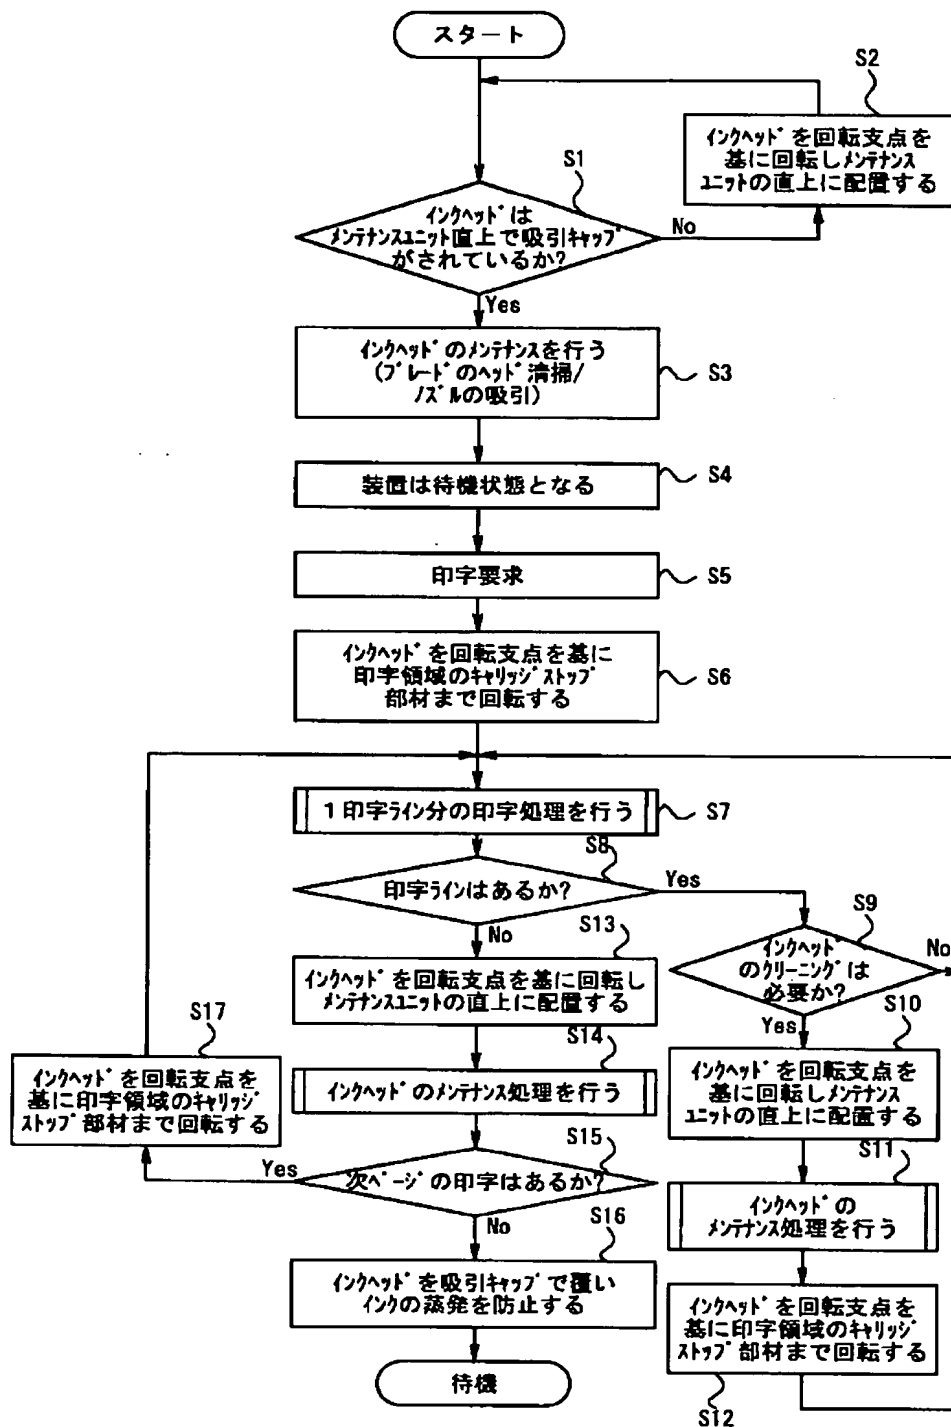 スタート
S2
インクヘッドを回転支点を
基に回転しメンテナンス
ユニットの直上に配置する
S1
インクヘッドは
メンテナンスユニット直上で吸引キャップ
がされているか?
No
Yes
インクヘッドのメンテナンスを行う
(ブレードのヘッド清掃/
ノズルの吸引)
S3
装置は待機状態となる
S4
印字要求
S5
インクヘッドを回転支点を基に
印字領域のキャリッジストップ
部材まで回転する
S6
1印字ライン分の印字処理を行う
S7
S8
印字ラインはあるか?
Yes
No
S9
インクヘッド
のクリーニングは
必要か?
No
Yes
S13
インクヘッドを回転支点を基に回転し
メンテナンスユニットの直上に配置する
S10
インクヘッドを回転支点を
基に回転しメンテナンス
ユニットの直上に配置する
S17
インクヘッドを回転支点を
基に印字領域のキャリッジ
ストップ部材まで回転する
S14
インクヘッドのメンテナンス処理を行う
S11
インクヘッドの
メンテナンス処理を行う
S15
次ページの印字はあるか?
Yes
No
S16
インクヘッドを吸引キャップで覆い
インクの蒸発を防止する
インクヘッドを回転支点を
基に印字領域のキャリッジ
ストップ部材まで回転する
S12
待機